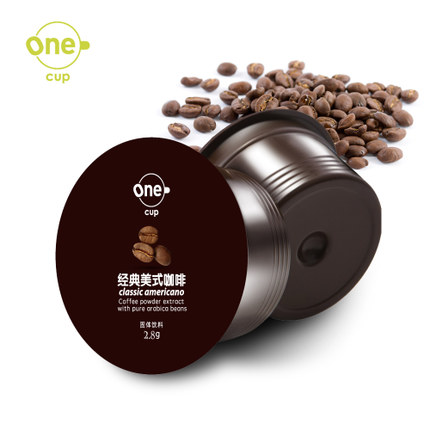 one
cup
one
cup
经典美式咖啡
classic americano
Coffee powder extract
with pure arabica beans
固体饮料
2.8g